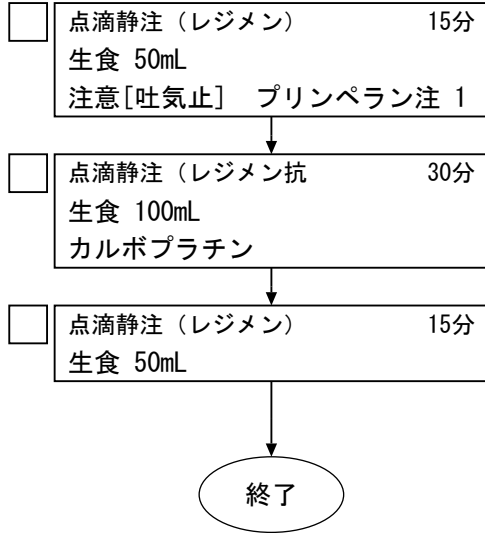 点滴静注（レジメン） 15分
生食 50mL
注意[吐気止] プリンペラン注 1
点滴静注（レジメン抗 30分
生食 100mL
カルボプラチン
点滴静注（レジメン） 15分
生食 50mL
終了